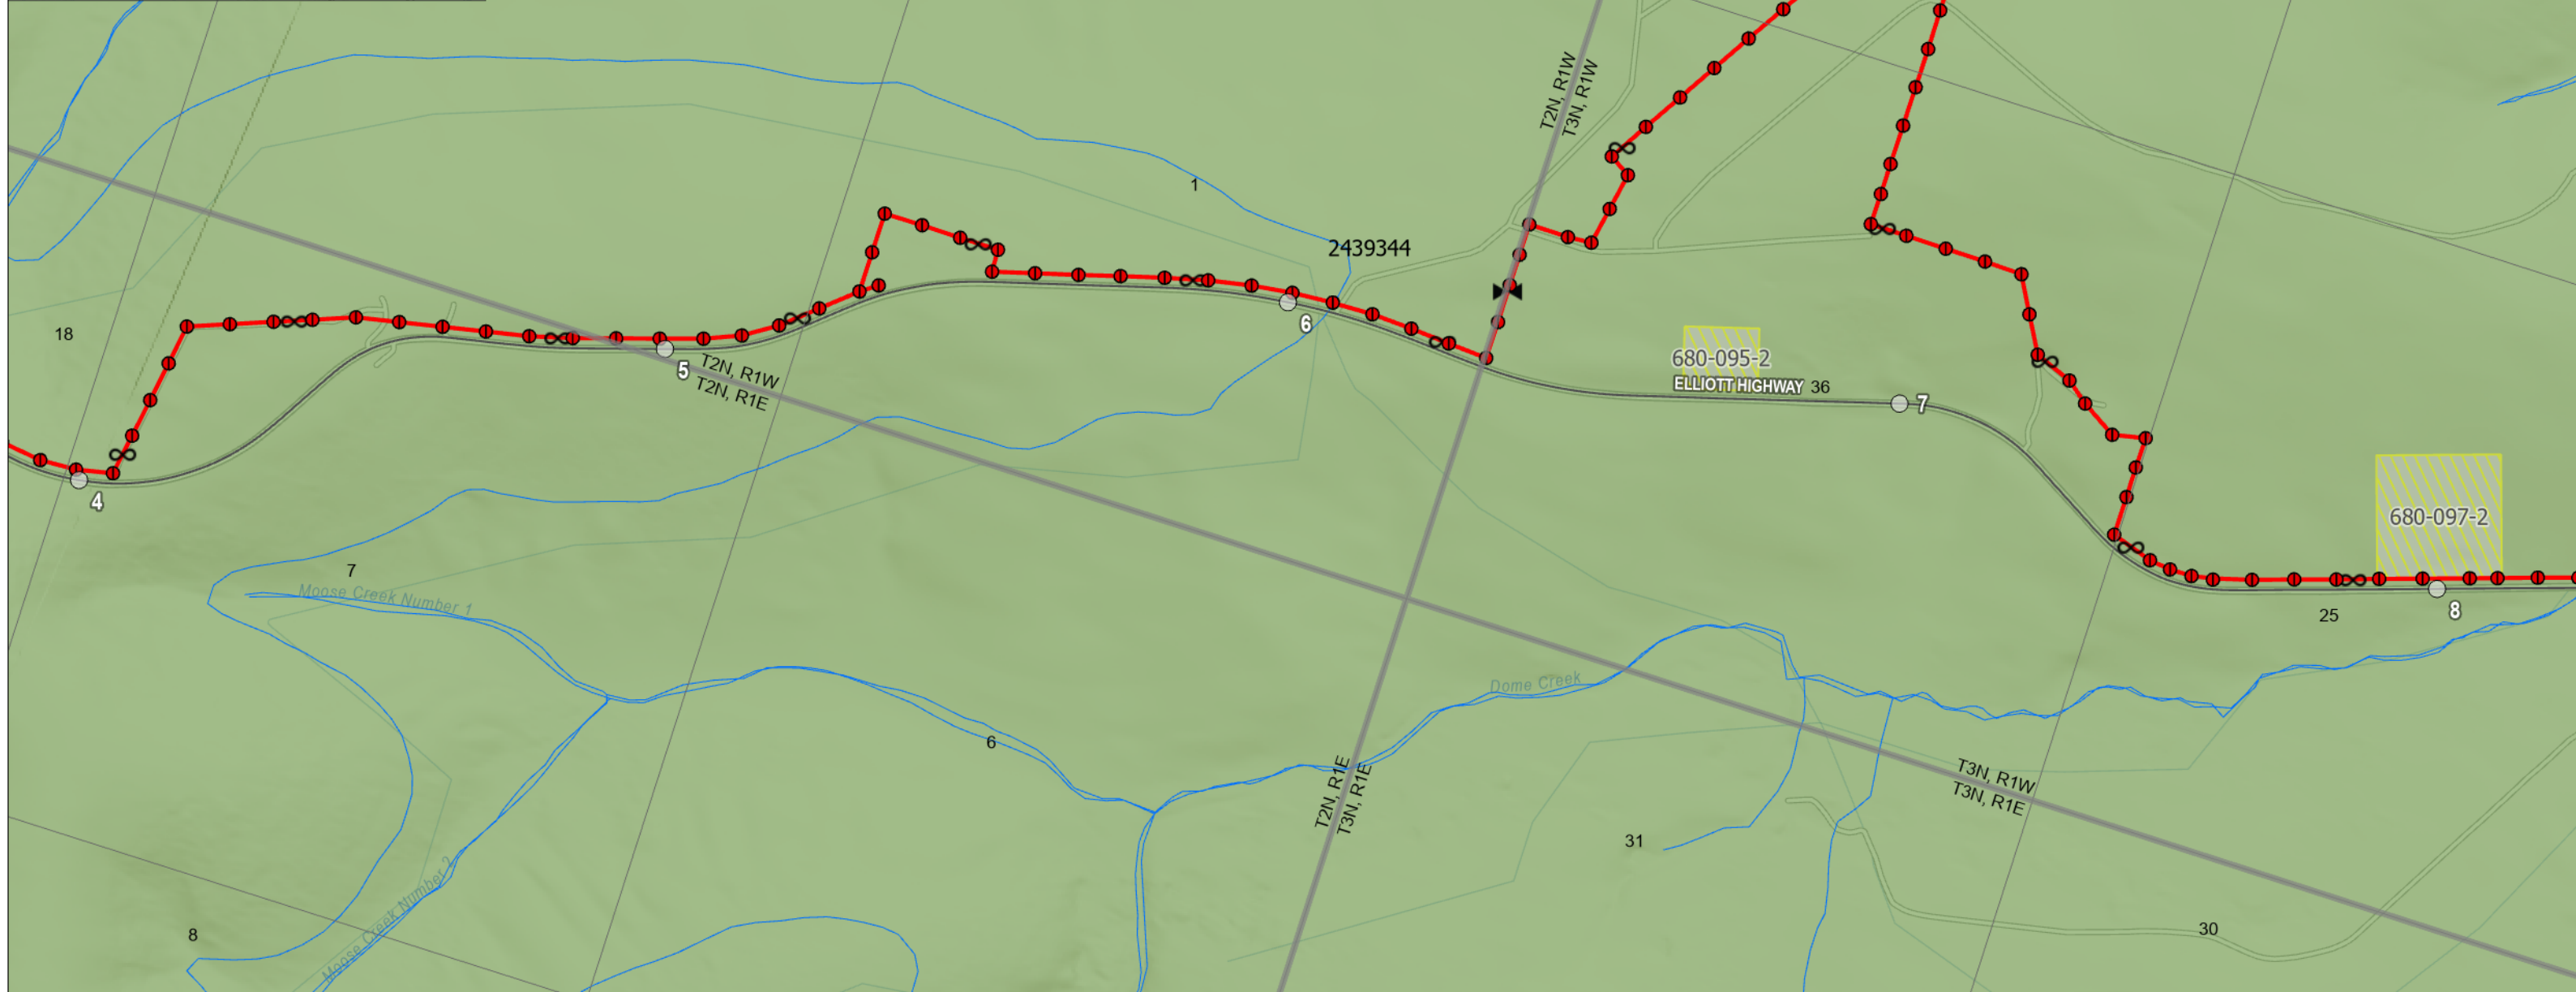 T2N, R1W
T3N, R1W
1
2439344
18
6
5
T2N, R1W
T2N, R1E
680-095-2
ELLIOTT HIGHWAY
36
7
4
680-097-2
7
Moose Creek Number 1
25
8
Dome Creek
6
T2N, R1E
T3N, R1E
T3N, R1W
T3N, R1E
31
Moose Creek Number 2
8
30